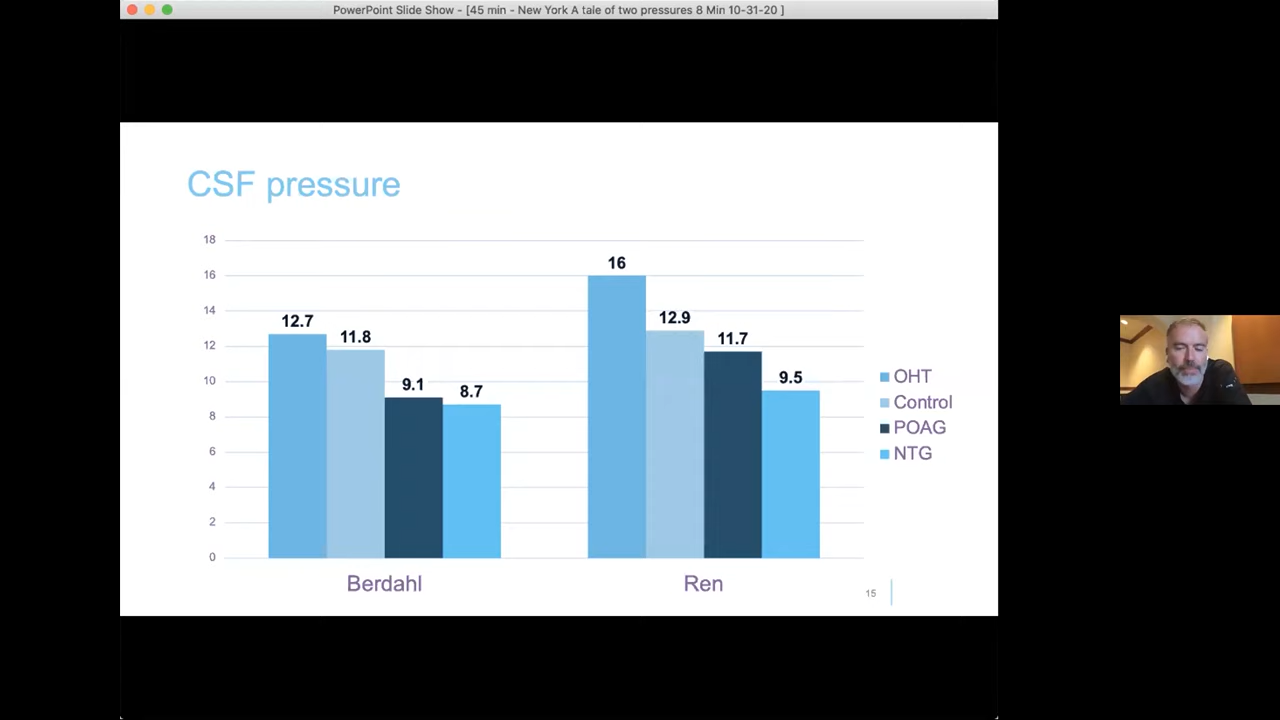 PowerPoint Slide Show - [45 min - New York A tale of two pressures 8 Min 10-31-20 ]
CSF pressure
18
16
14
12
10
8
6
4
2
0
12.7
11.8
9.1
8.7
16
12.9
11.7
9.5
Berdahl
Ren
OHT
Control
POAG
NTG
15